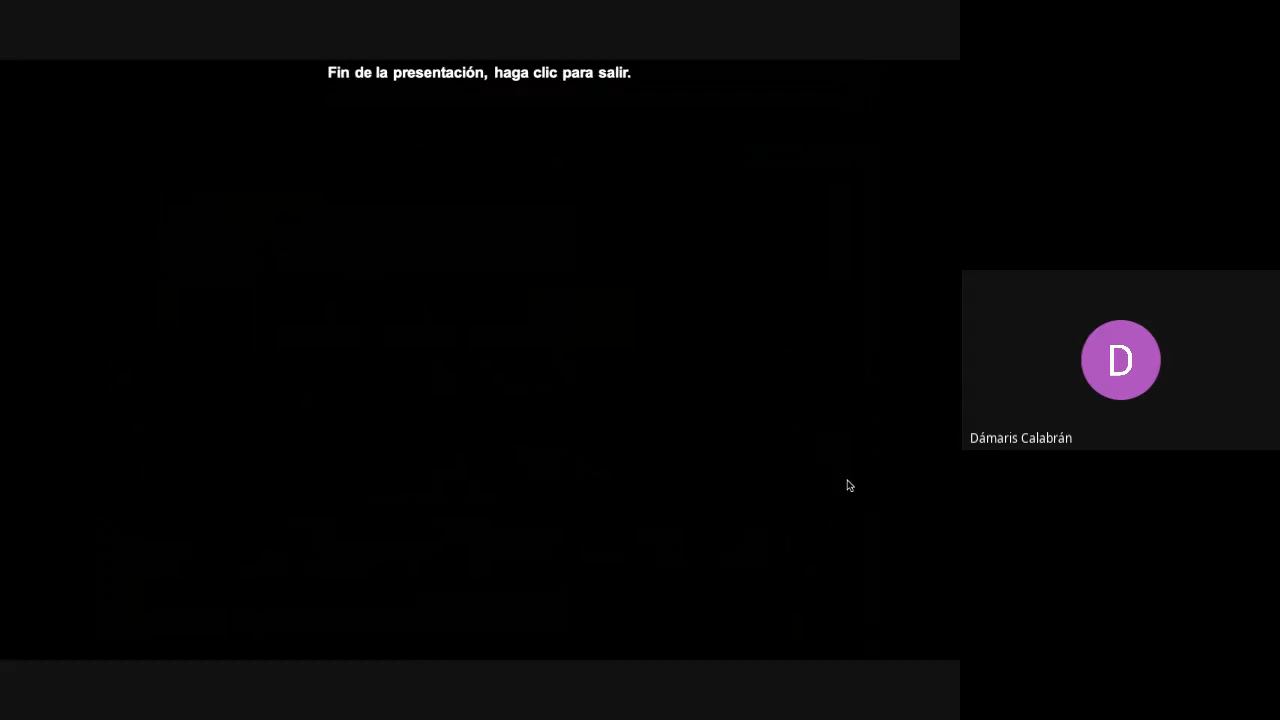 Fin de la presentación, haga clic para salir.
D
Dámaris Calabrán